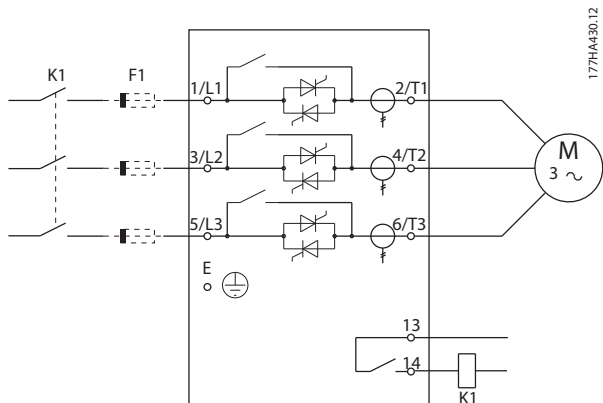 177HA430.12
K1
F1
1/L1
2/T1
3/L2
4/T2
M
3 ~
5/L3
6/T3
E
13
14
K1